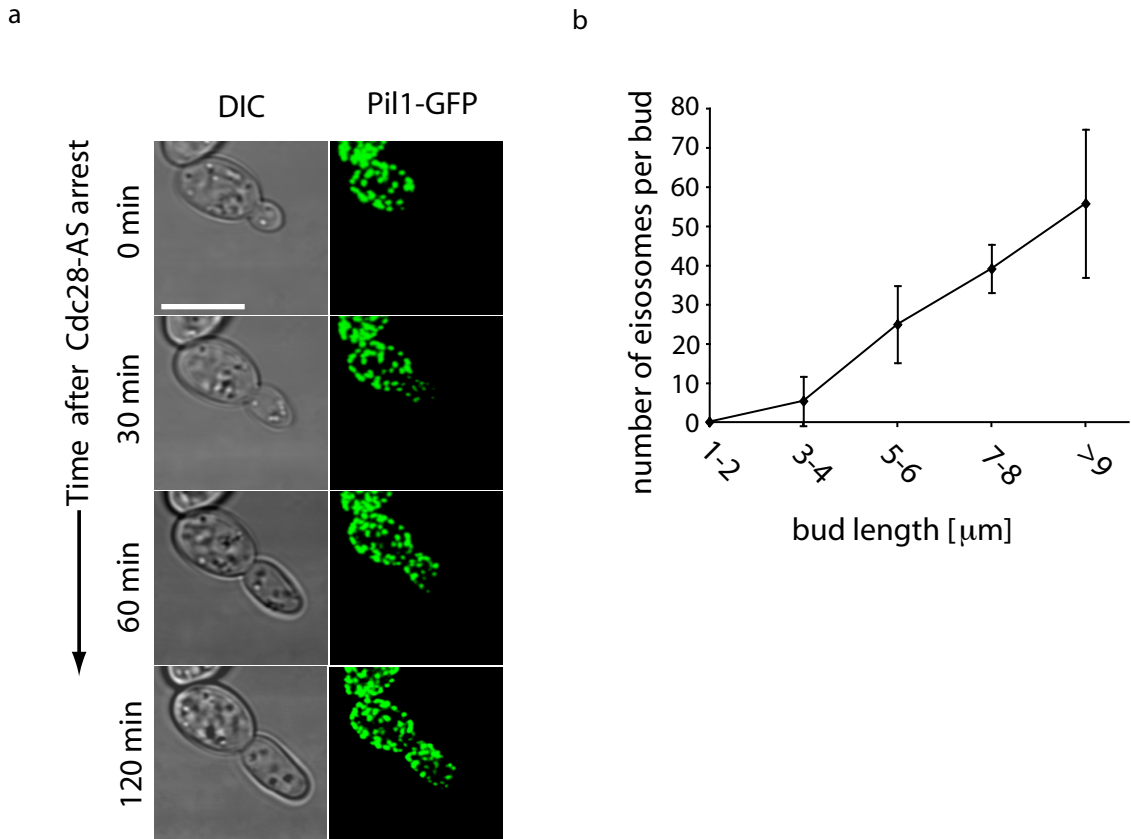 a
DIC
Pil1-GFP
Time after Cdc28-AS arrest
0 min
30 min
60 min
120 min
b
number of eisosomes per bud
80
70
60
50
40
30
20
10
0
1-2
3-4
5-6
7-8
>9
bud length [μm]